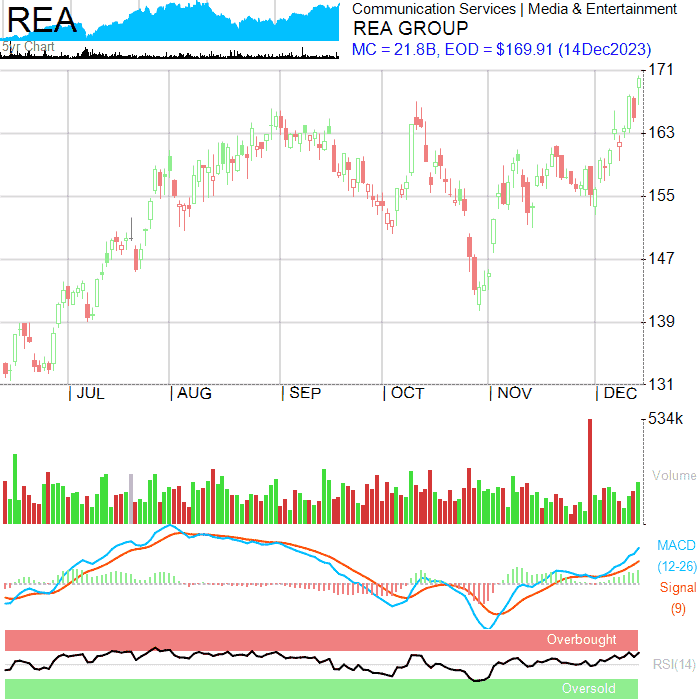 REA
5yr Chart
Communication Services | Media & Entertainment
REA GROUP
MC = 21.8B, EOD = $169.91 (14Dec2023)
171
163
155
147
139
131
JUL AUG SEP OCT NOV DEC
534k
Volume
MACD
(12-26)
Signal
(9)
Overbought
RSI(14)
Oversold